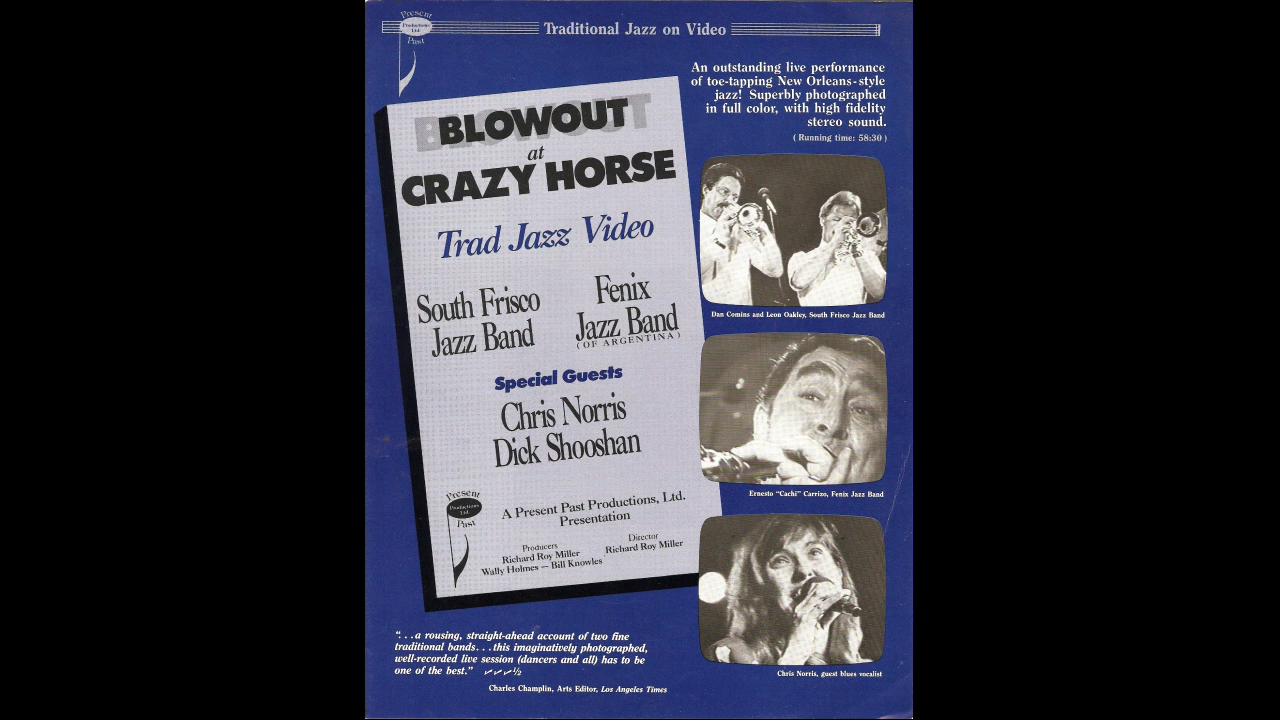 Present
Productions
Ltd.
Past
Traditional Jazz on Video
An outstanding live performance
of toe-tapping New Orleans-style
jazz! Superbly photographed
in full color, with high fidelity
stereo sound.
( Running time: 58:30 )
BLOWOUT
at
CRAZY HORSE
Trad Jazz Video
South Frisco
Jazz Band
Fenix
Jazz Band
(OF ARGENTINA)
Special Guests
Chris Norris
Dick Shooshan
Present
Productions
Ltd.
Past
A Present Past Productions, Ltd.
Presentation
Producers
Richard Roy Miller
Wally Holmes — Bill Knowles
Director
Richard Roy Miller
Dan Comins and Leon Oakley, South Frisco Jazz Band
Ernesto "Cachi" Carrizo, Fenix Jazz Band
Chris Norris, guest blues vocalist
"...a rousing, straight-ahead account of two fine
traditional bands...this imaginatively photographed,
well-recorded live session (dancers and all) has to be
one of the best." ✓✓✓½
Charles Champlin, Arts Editor, Los Angeles Times